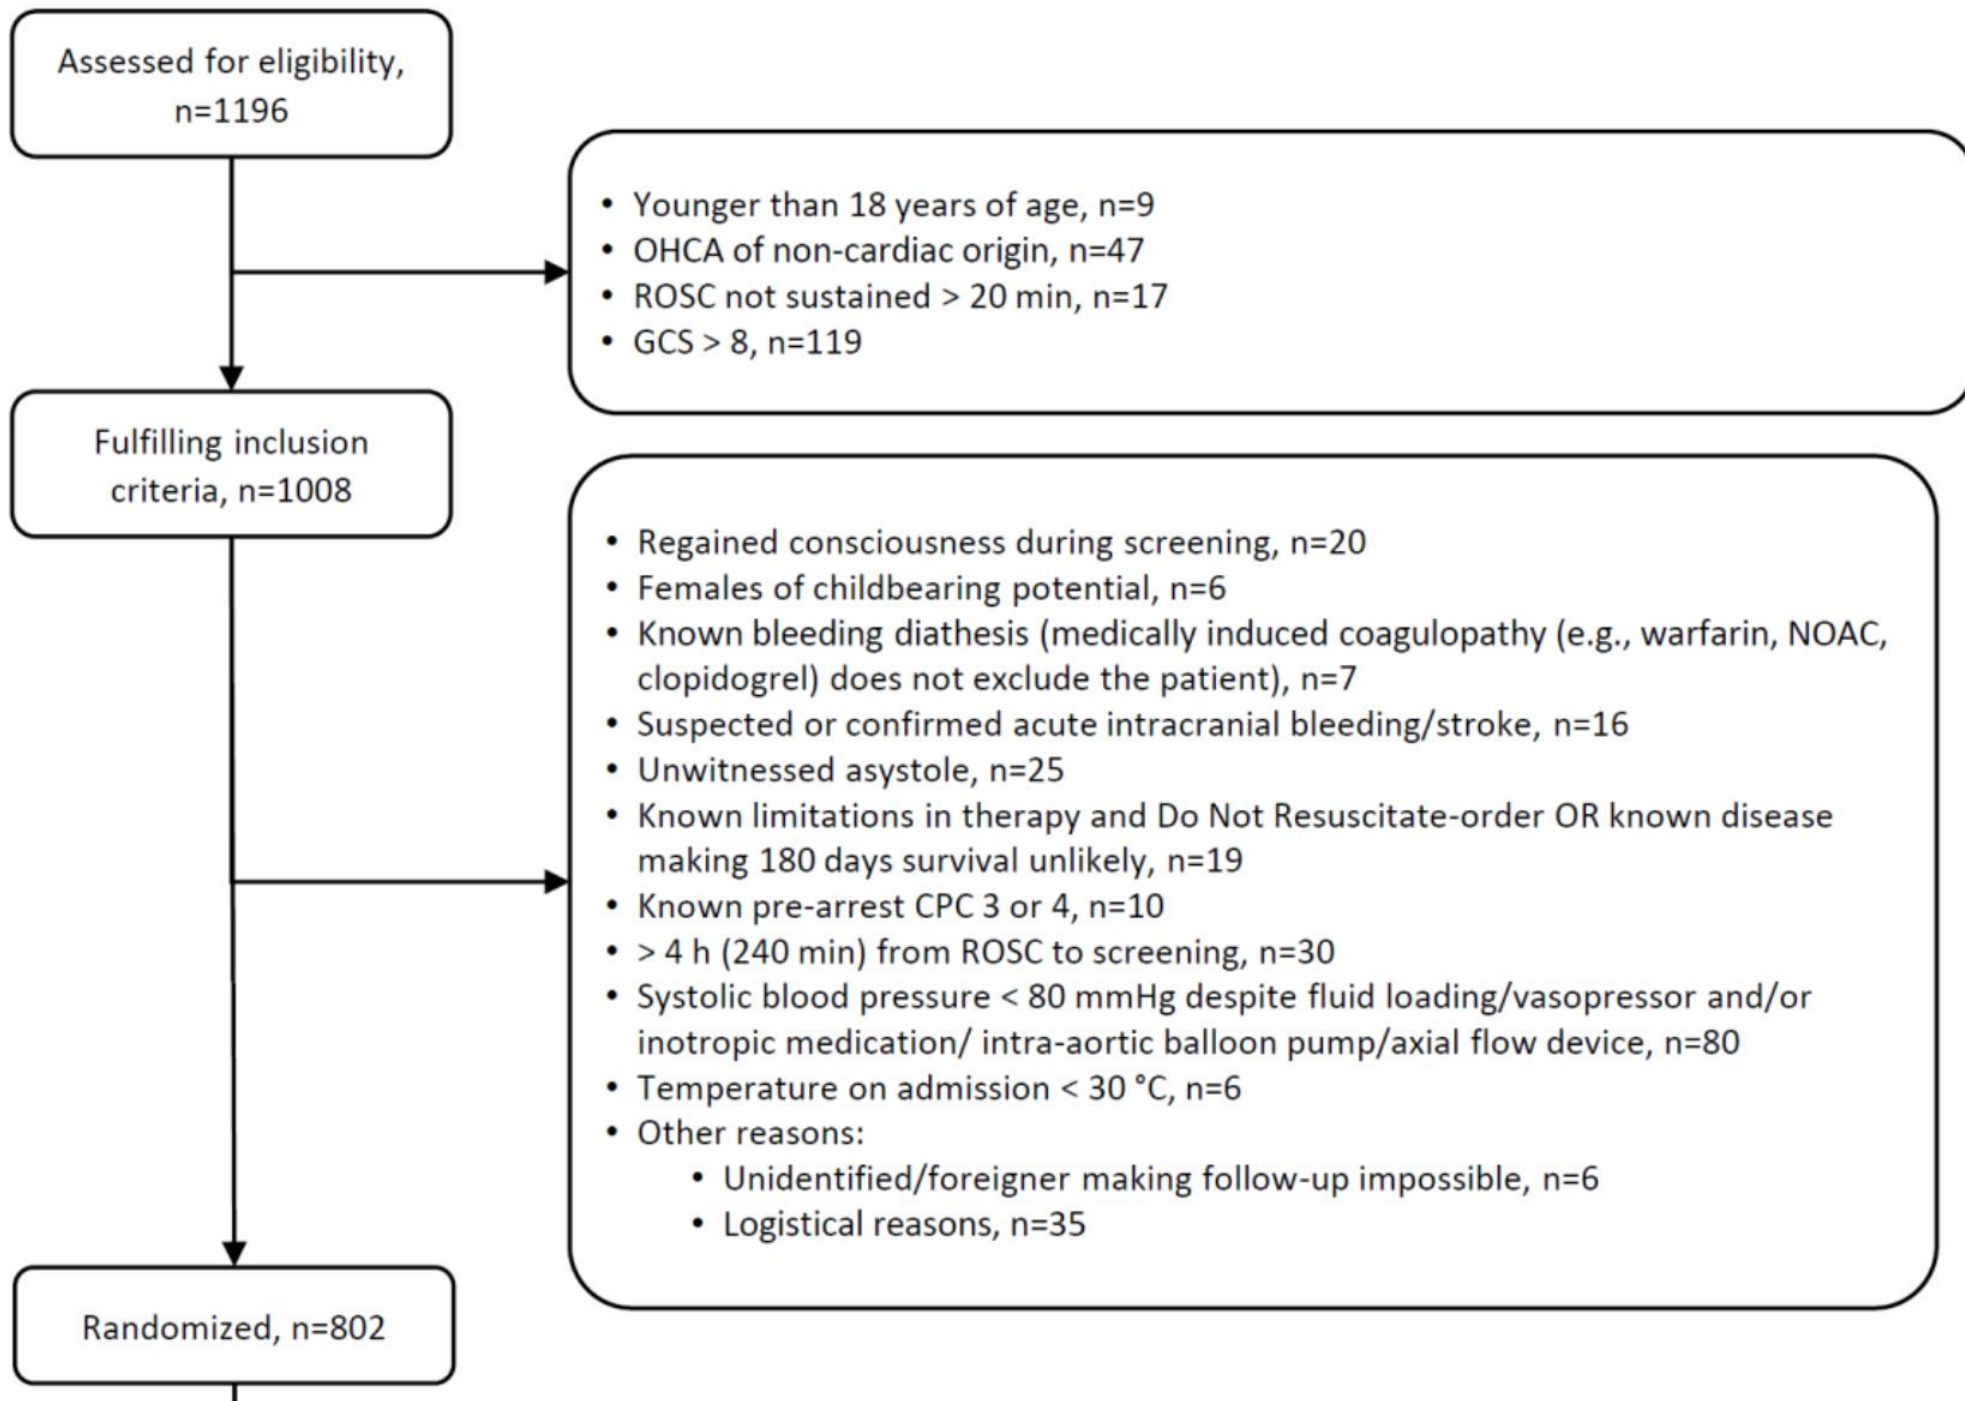 Assessed for eligibility,
n=1196
• Younger than 18 years of age, n=9
• OHCA of non-cardiac origin, n=47
• ROSC not sustained > 20 min, n=17
• GCS > 8, n=119
Fulfilling inclusion
criteria, n=1008
• Regained consciousness during screening, n=20
• Females of childbearing potential, n=6
• Known bleeding diathesis (medically induced coagulopathy (e.g., warfarin, NOAC,
clopidogrel) does not exclude the patient), n=7
• Suspected or confirmed acute intracranial bleeding/stroke, n=16
• Unwitnessed asystole, n=25
• Known limitations in therapy and Do Not Resuscitate-order OR known disease
making 180 days survival unlikely, n=19
• Known pre-arrest CPC 3 or 4, n=10
• > 4 h (240 min) from ROSC to screening, n=30
• Systolic blood pressure < 80 mmHg despite fluid loading/vasopressor and/or
inotropic medication/ intra-aortic balloon pump/axial flow device, n=80
• Temperature on admission < 30 °C, n=6
• Other reasons:
• Unidentified/foreigner making follow-up impossible, n=6
• Logistical reasons, n=35
Randomized, n=802